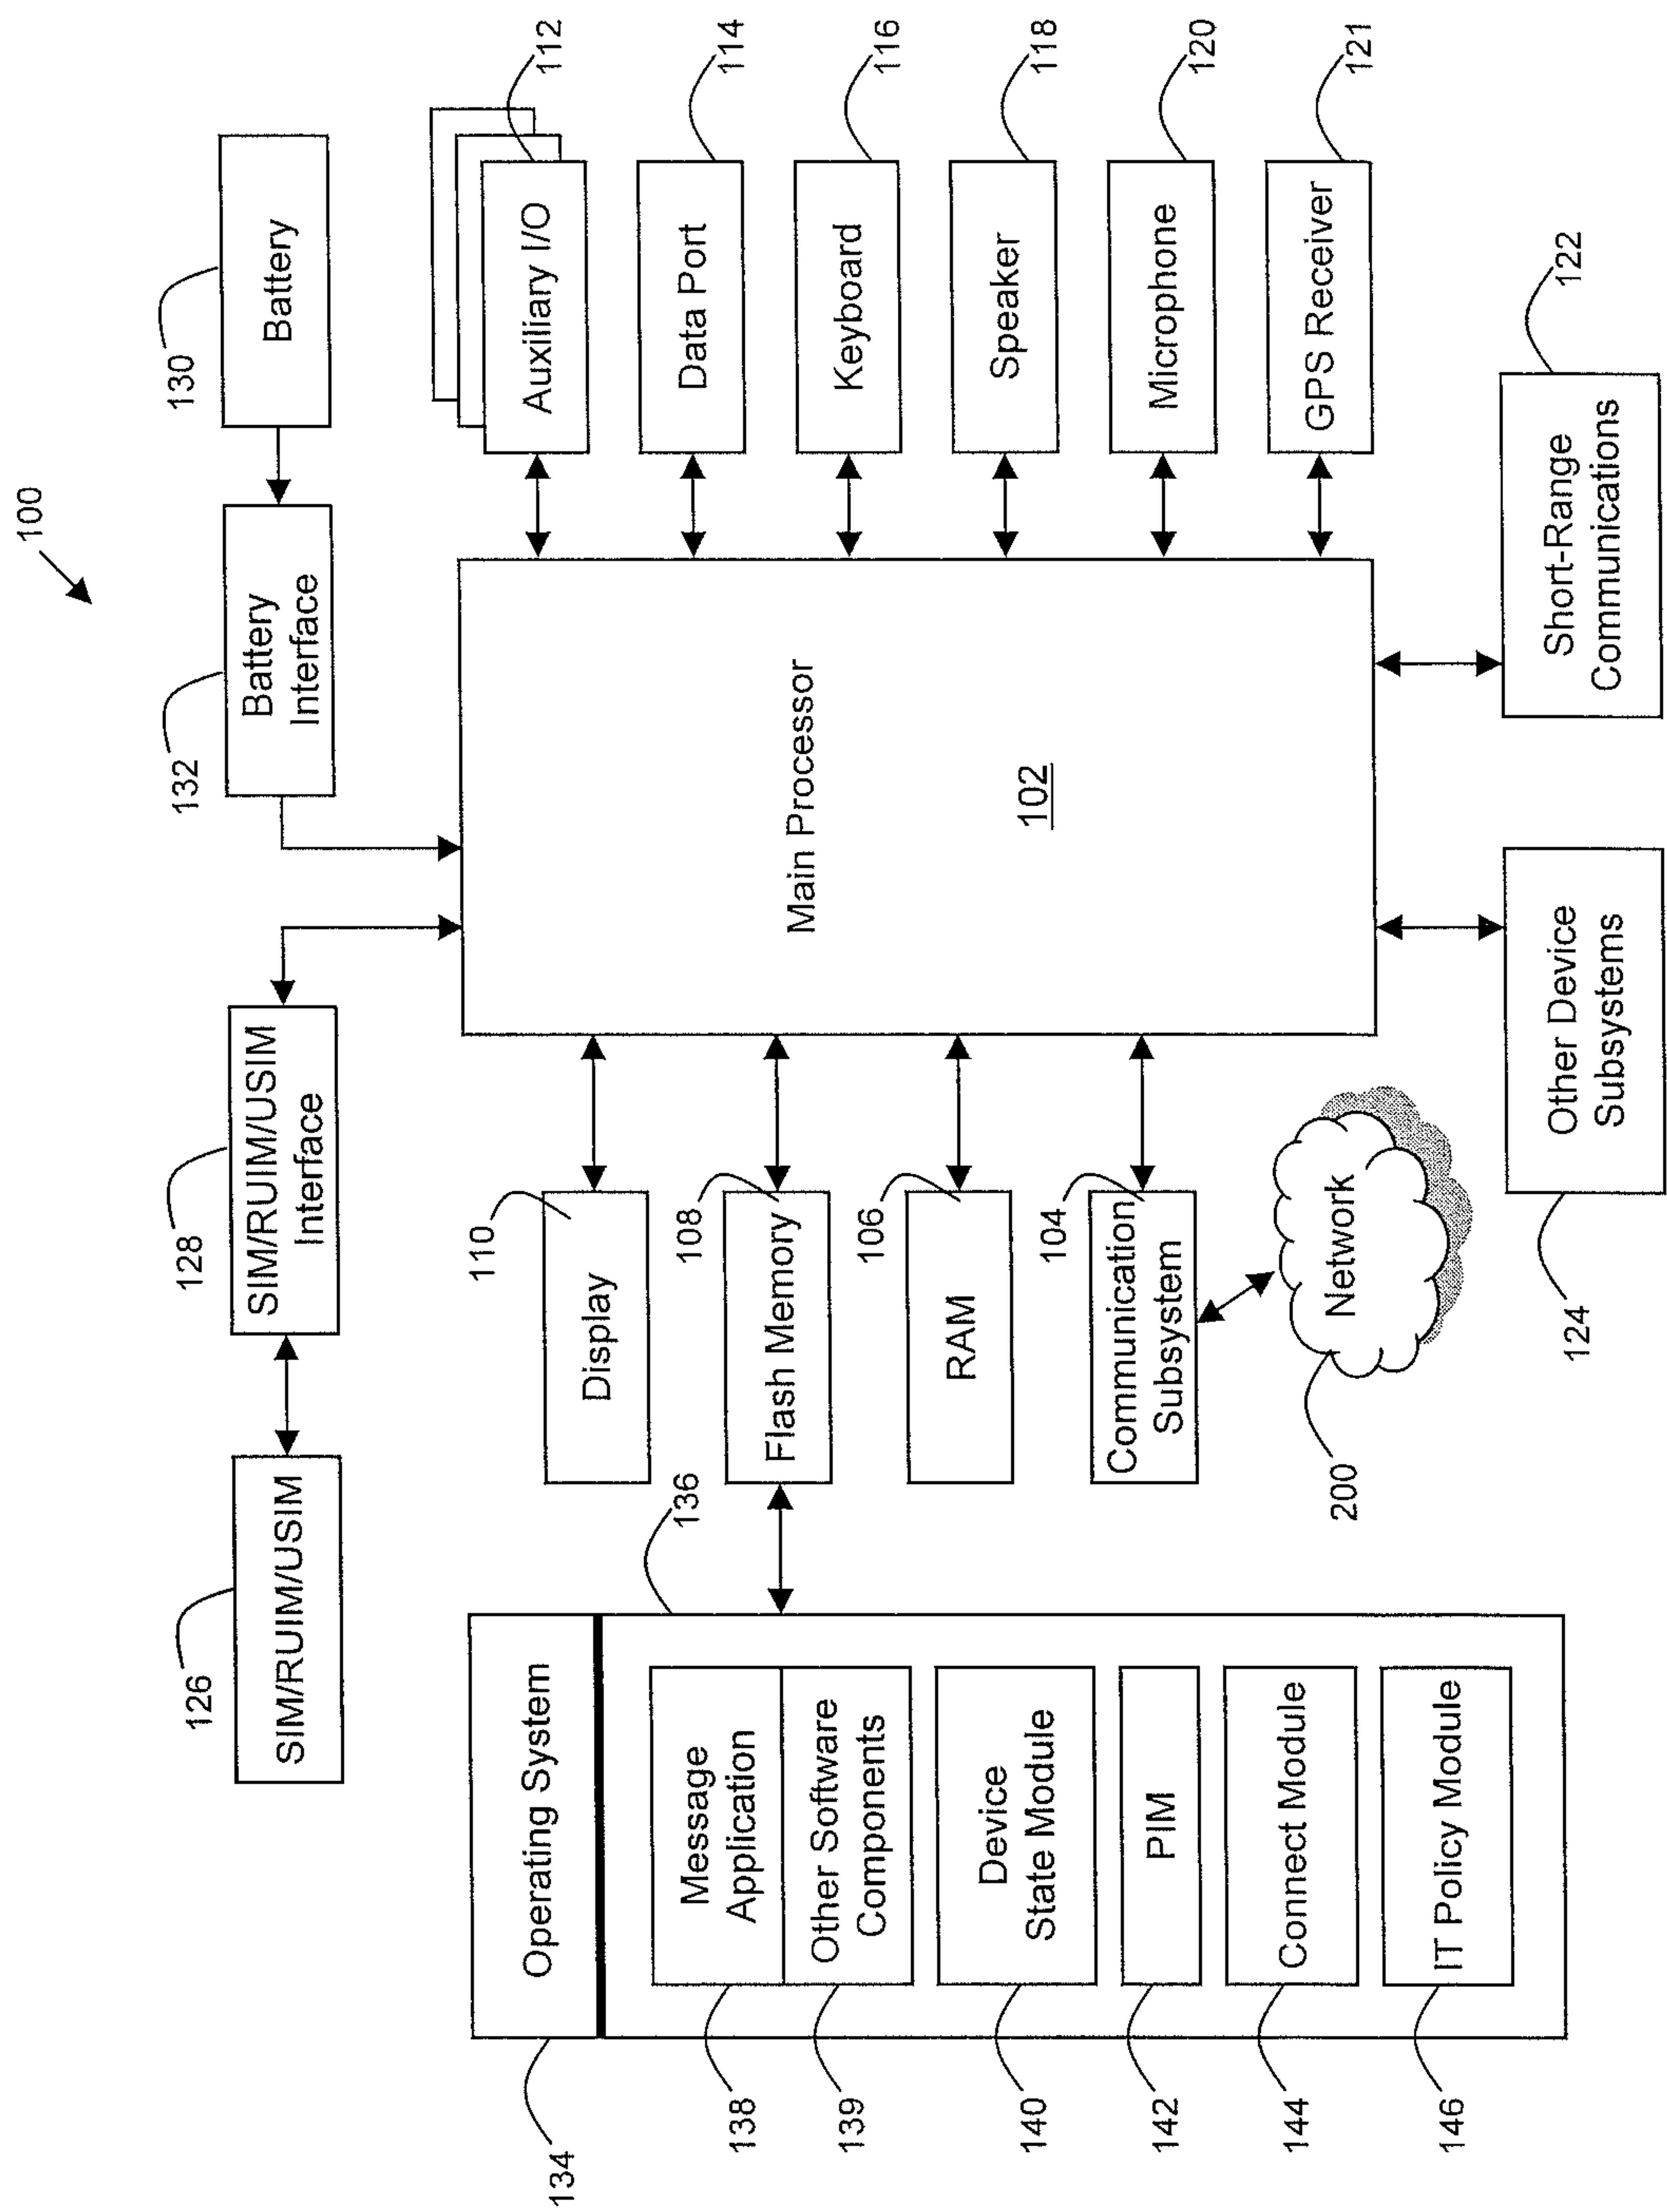 100
126
SIM/RUIM/USIM
128
SIM/RUIM/USIM
Interface
132
Battery
Interface
130
Battery
134
Operating System
136
138
Message
Application
139
Other Software
Components
140
Device
State Module
142
PIM
144
Connect Module
146
IT Policy Module
110
Display
108
Flash Memory
106
RAM
104
Communication
Subsystem
200
Network
Main Processor
102
112
Auxiliary I/O
114
Data Port
116
Keyboard
118
Speaker
120
Microphone
121
GPS Receiver
124
Other Device
Subsystems
122
Short-Range
Communications